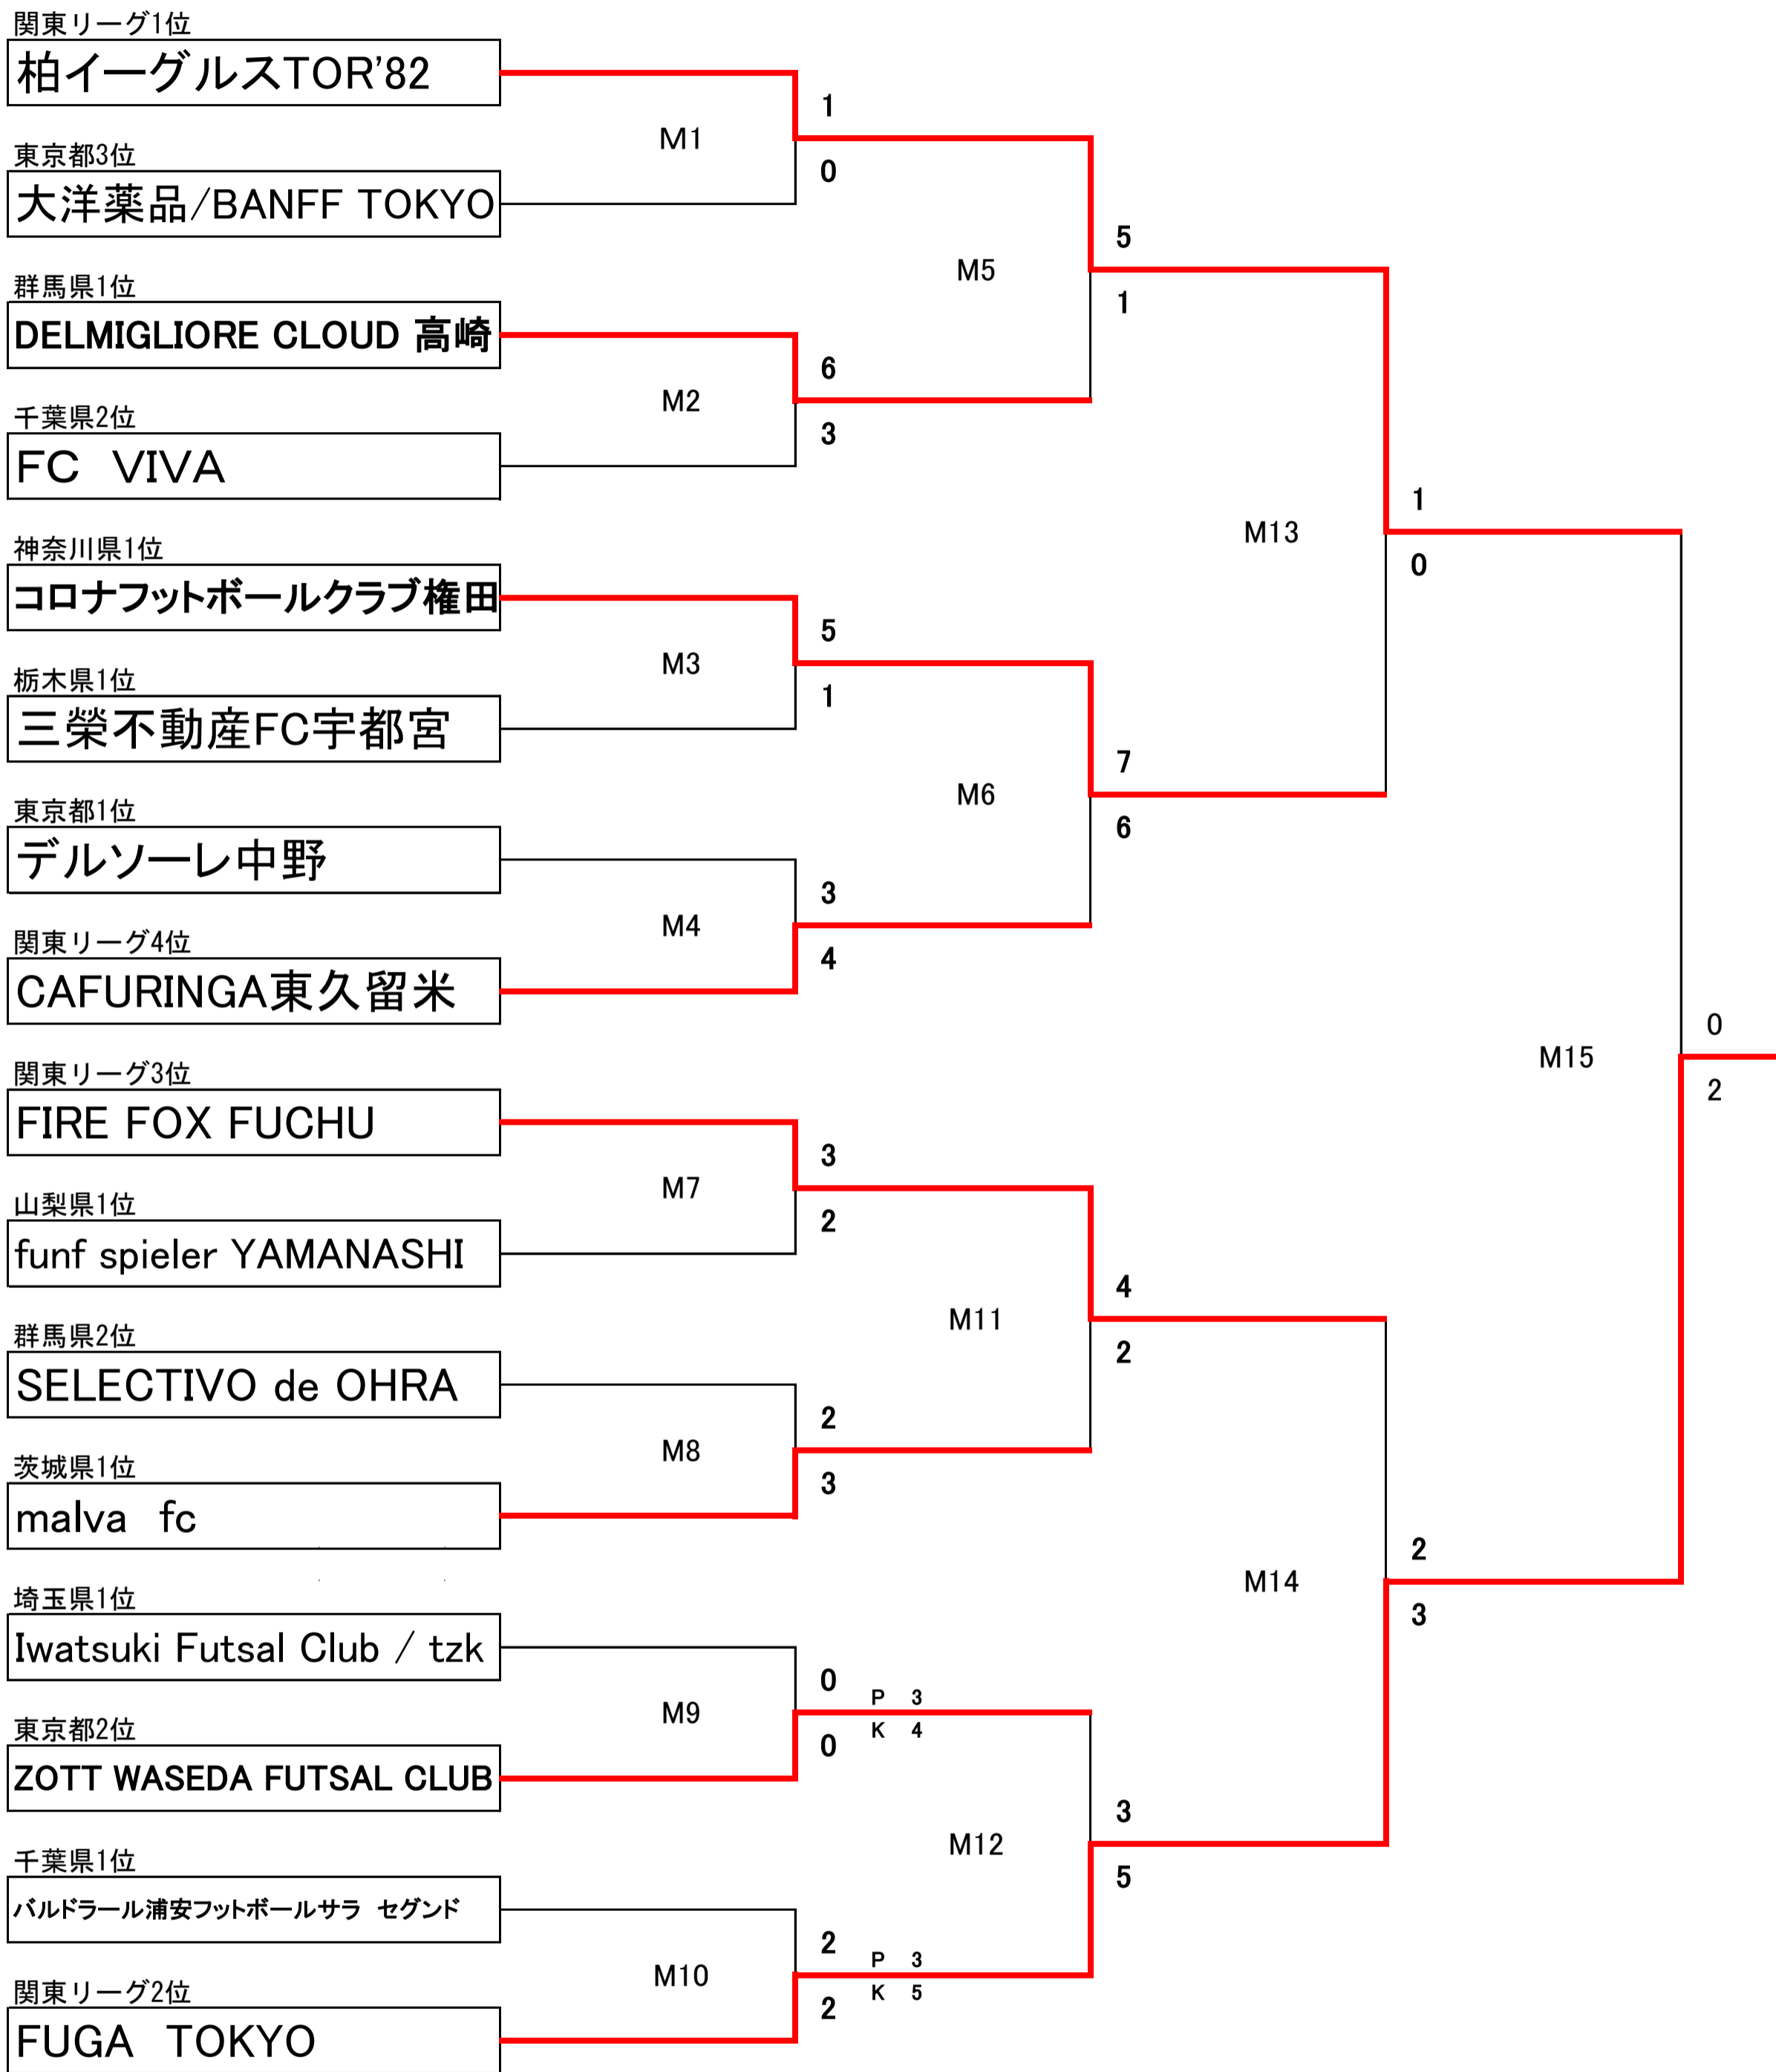 関東リーグ1位
柏イーグルスTOR'82
1
M1
東京都3位
0
大洋薬品/BANFF TOKYO
5
M5
群馬県1位
1
DELMIGLIORE CLOUD 高崎
6
M2
千葉県2位
3
FC VIVA
1
M13
神奈川県1位
0
コロナフットボールクラブ権田
5
M3
栃木県1位
1
三榮不動産FC宇都宮
7
M6
東京都1位
6
デルソーレ中野
3
M4
関東リーグ4位
4
CAFURINGA東久留米
0
M15
関東リーグ3位
2
FIRE FOX FUCHU
3
M7
山梨県1位
2
funf spieler YAMANASHI
4
M11
群馬県2位
2
SELECTIVO de OHRA
2
M8
茨城県1位
3
malva fc
2
M14
埼玉県1位
3
Iwatsuki Futsal Club / tzk
0 P 3
M9
東京都2位
0 K 4
ZOTT WASEDA FUTSAL CLUB
3
M12
千葉県1位
5
バルドラール浦安フットボールサラ セグンド
2 P 3
M10
関東リーグ2位
2 K 5
FUGA TOKYO